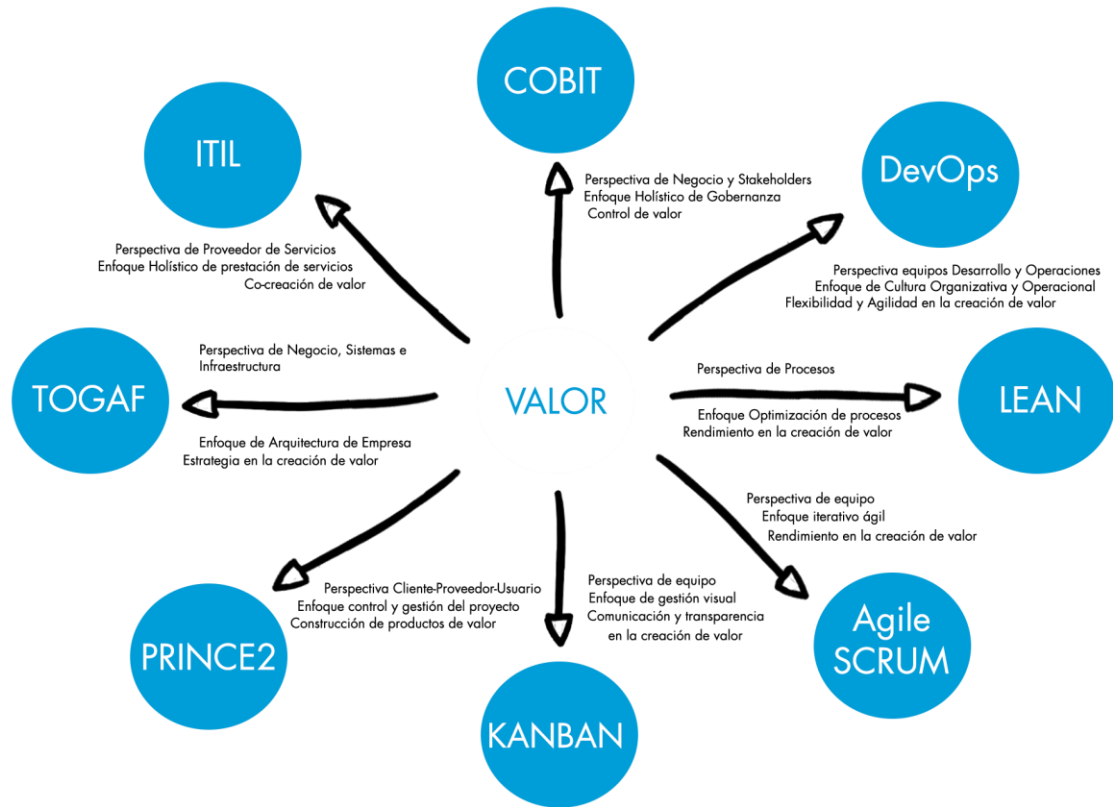 COBIT
ITIL
DevOps
Perspectiva de Negocio y Stakeholders
Enfoque Holístico de Gobernanza
Control de valor
Perspectiva de Proveedor de Servicios
Enfoque Holístico de prestación de servicios
Co-creación de valor
Perspectiva equipos Desarrollo y Operaciones
Enfoque de Cultura Organizativa y Operacional
Flexibilidad y Agilidad en la creación de valor
TOGAF
Perspectiva de Negocio, Sistemas e
Infraestructura
Enfoque de Arquitectura de Empresa
Estrategia en la creación de valor
VALOR
Perspectiva de Procesos
Enfoque Optimización de procesos
Rendimiento en la creación de valor
LEAN
Perspectiva de equipo
Enfoque iterativo ágil
Rendimiento en la creación de valor
Perspectiva Cliente-Proveedor-Usuario
Enfoque control y gestión del proyecto
Construcción de productos de valor
Perspectiva de equipo
Enfoque de gestión visual
Comunicación y transparencia
en la creación de valor
PRINCE2
KANBAN
Agile
SCRUM